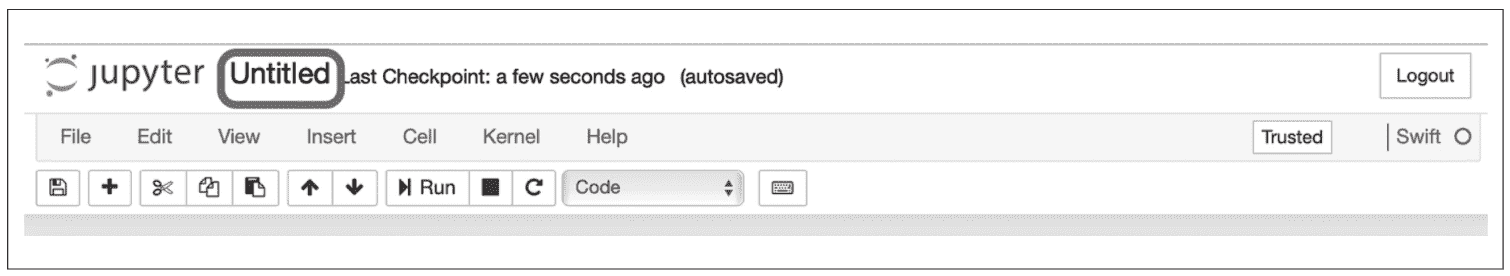 jupyter Untitled Last Checkpoint: a few seconds ago (autosaved) Logout
File Edit View Insert Cell Kernel Help Trusted Swift
Run Code